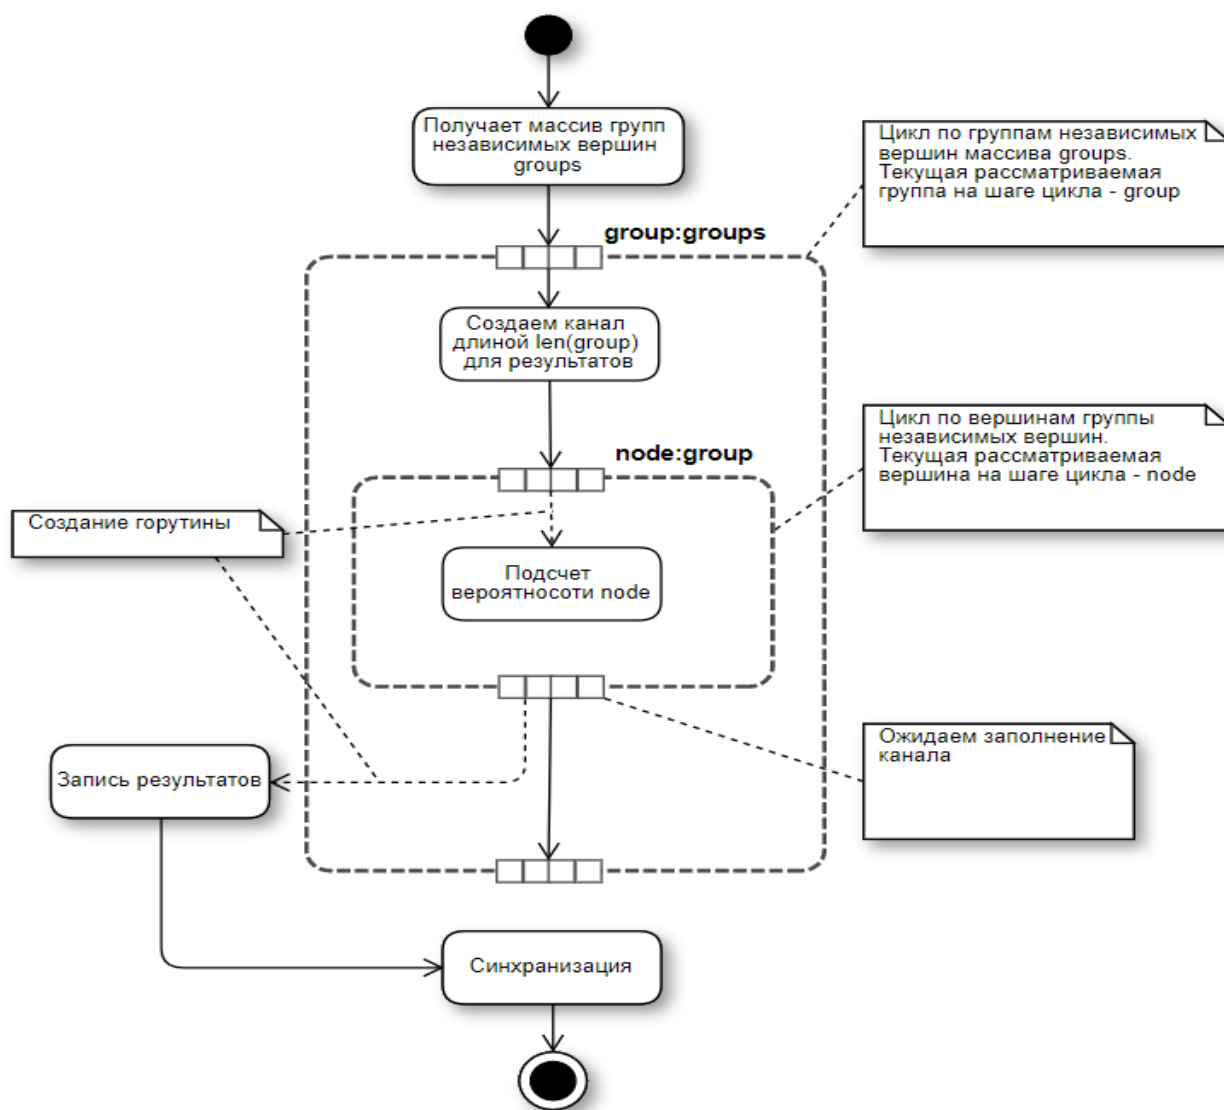 Получает массив групп
независимых вершин
groups
Цикл по группам независимых
вершин массива groups.
Текущая рассматриваемая
группа на шаге цикла - group
group:groups
Создаем канал
длиной len(group)
для результатов
Цикл по вершинам группы
независимых вершин.
Текущая рассматриваемая
вершина на шаге цикла - node
node:group
Создание горутины
Подсчет
вероятносоти node
Ожидаем заполнение
канала
Запись результатов
Синхранизация